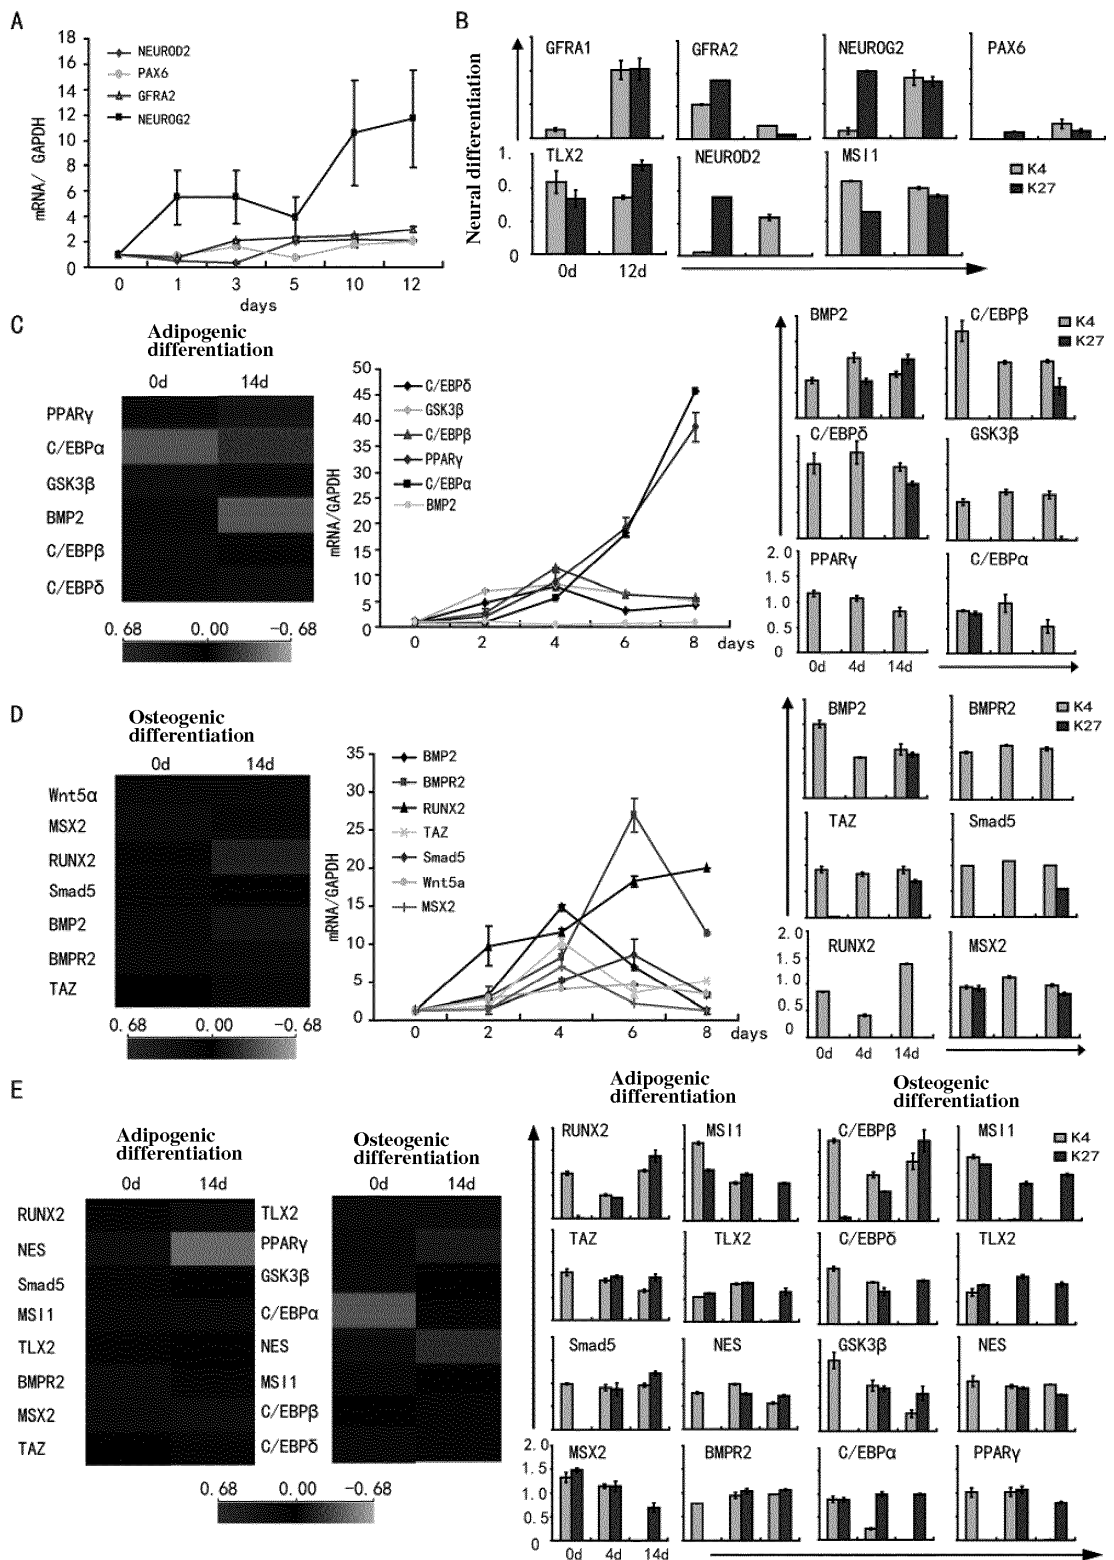 A
18
16
14
12
10
8
6
4
2
0
mRNA/ GAPDH
NEUROD2
PAX6
GFRA2
NEUROG2
0 1 3 5 10 12
days
B
Neural differentiation
GFRA1 GFRA2 NEUROG2 PAX6
TLX2 NEUROD2 MSI1
K4
K27
1.
0.
0.
0
0d 12d
C
Adipogenic
differentiation
0d 14d
PPARγ
C/EBPα
GSK3β
BMP2
C/EBPβ
C/EBPδ
0.68 0.00 -0.68
50
45
40
35
30
25
20
15
10
5
0
mRNA/GAPDH
C/EBPδ
GSK3β
C/EBPβ
PPARγ
C/EBPα
BMP2
0 2 4 6 8 days
BMP2 C/EBPβ
K4
K27
C/EBPδ GSK3β
PPARγ C/EBPα
2.0
1.5
1.0
0.5
0
0d 4d 14d
D
Osteogenic
differentiation
0d 14d
Wnt5α
MSX2
RUNX2
Smad5
BMP2
BMPR2
TAZ
0.68 0.00 -0.68
35
30
25
20
15
10
5
0
mRNA/GAPDH
BMP2
BMPR2
RUNX2
TAZ
Smad5
Wnt5a
MSX2
0 2 4 6 8 days
BMP2 BMPR2
K4
K27
TAZ Smad5
RUNX2 MSX2
2.0
1.5
1.0
0.5
0
0d 4d 14d
E
Adipogenic
differentiation
0d 14d
RUNX2
NES
Smad5
MSI1
TLX2
BMPR2
MSX2
TAZ
Osteogenic
differentiation
0d 14d
TLX2
PPARγ
GSK3β
C/EBPα
NES
MSI1
C/EBPβ
C/EBPδ
0.68 0.00 -0.68
Adipogenic
differentiation
Osteogenic
differentiation
RUNX2 MSI1 C/EBPβ MSI1
K4
K27
TAZ TLX2 C/EBPδ TLX2
Smad5 NES GSK3β NES
MSX2 BMPR2 C/EBPα PPARγ
2.0
1.5
1.0
0.5
0
0d 4d 14d